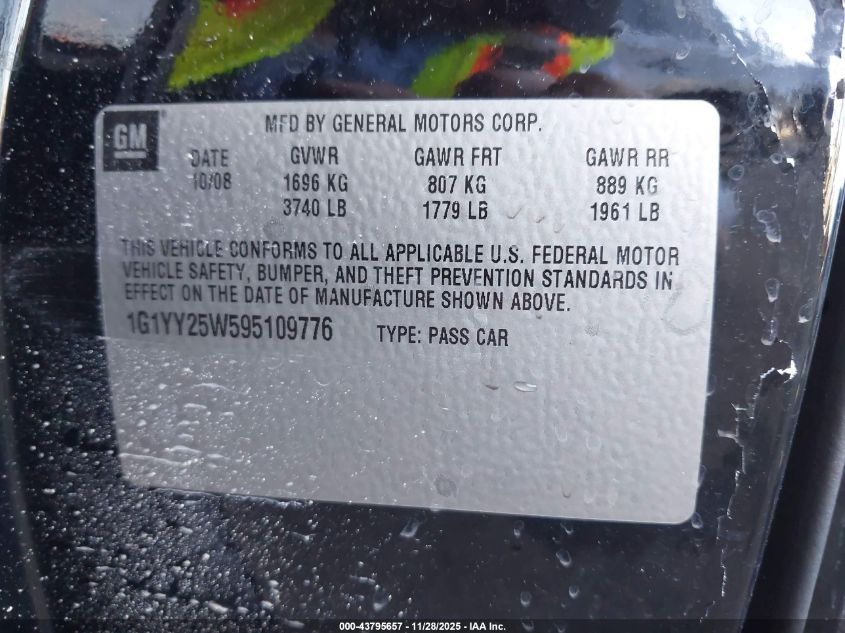 GM
MFD BY GENERAL MOTORS CORP.
DATE GVWR GAWR FRT GAWR RR
10/08 1696 KG 807 KG 889 KG
3740 LB 1779 LB 1961 LB
THIS VEHICLE CONFORMS TO ALL APPLICABLE U.S. FEDERAL MOTOR
VEHICLE SAFETY, BUMPER, AND THEFT PREVENTION STANDARDS IN
EFFECT ON THE DATE OF MANUFACTURE SHOWN ABOVE.
1G1YY25W595109776 TYPE: PASS CAR
000-43795657 - 11/28/2025 - IAA Inc.